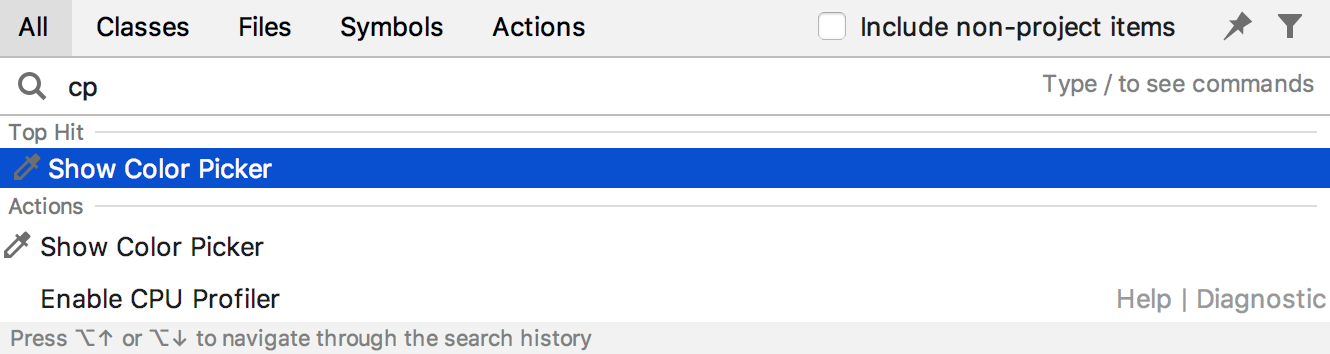 All Classes Files Symbols Actions Include non-project items
cp Type / to see commands
Top Hit
Show Color Picker
Actions
Show Color Picker
Enable CPU Profiler Help | Diagnostic
Press ⌥↑ or ⌥↓ to navigate through the search history